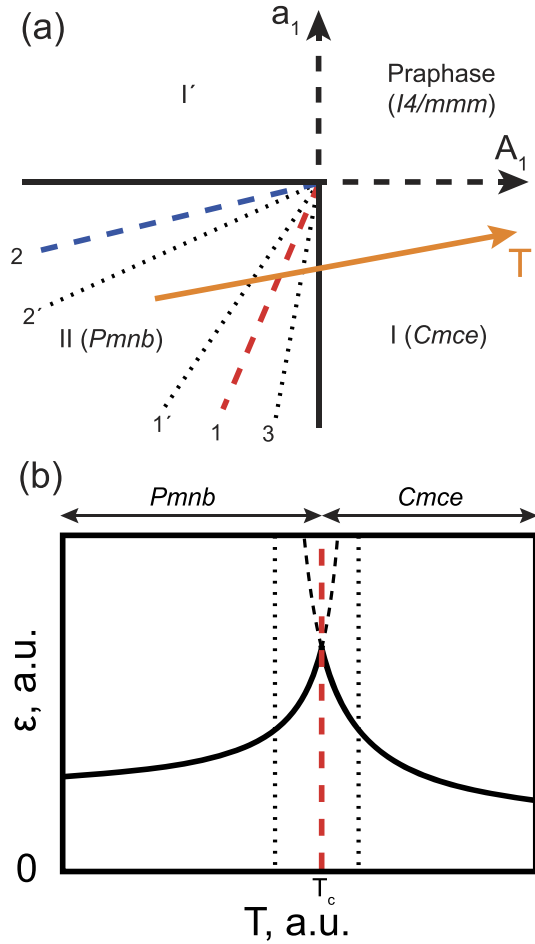 (a)
a1
I´
Praphase
(I4/mmm)
A1
2
T
2´
II (Pmnb)
I (Cmce)
1´
1
3
(b)
Pmnb
Cmce
ε, a.u.
0
Tc
T, a.u.